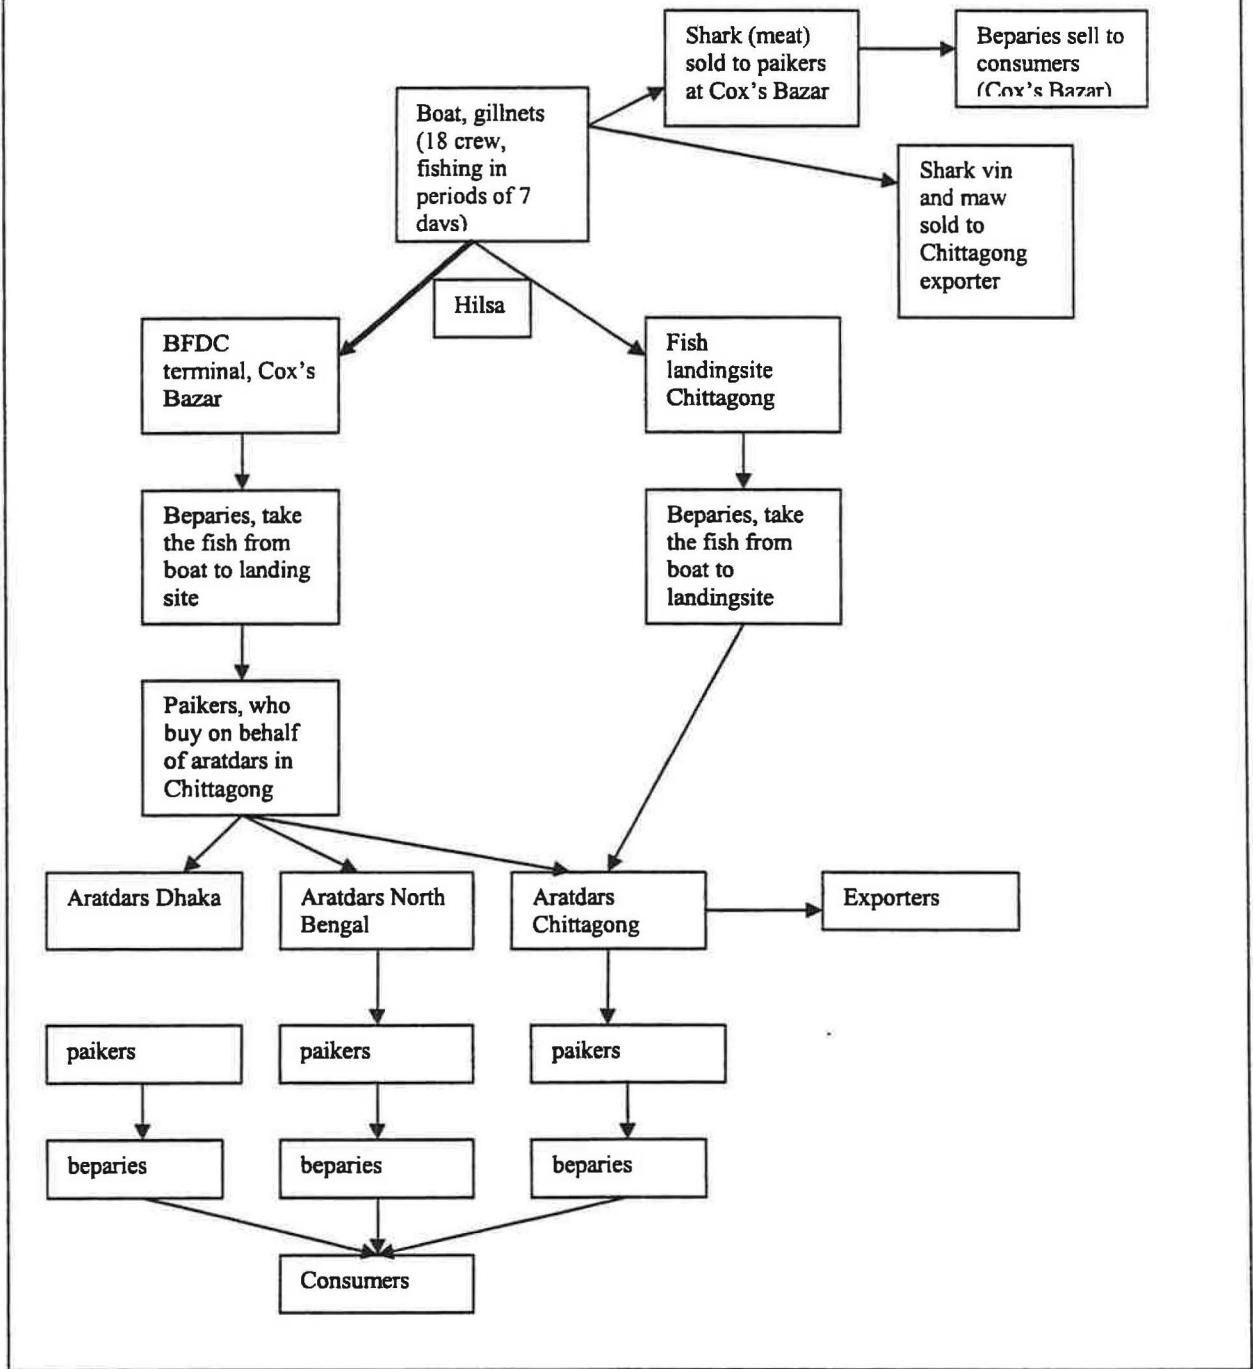 Shark (meat)
sold to paikers
at Cox's Bazar
Beparies sell to
consumers
(Cox's Bazar)
Boat, gillnets
(18 crew,
fishing in
periods of 7
days)
Shark vin
and maw
sold to
Chittagong
exporter
Hilsa
BFDC
terminal, Cox's
Bazar
Fish
landingsite
Chittagong
Beparies, take
the fish from
boat to landing
site
Beparies, take
the fish from
boat to
landingsite
Paikers, who
buy on behalf
of aratdars in
Chittagong
Aratdars Dhaka
Aratdars North
Bengal
Aratdars
Chittagong
Exporters
paikers
paikers
paikers
beparies
beparies
beparies
Consumers